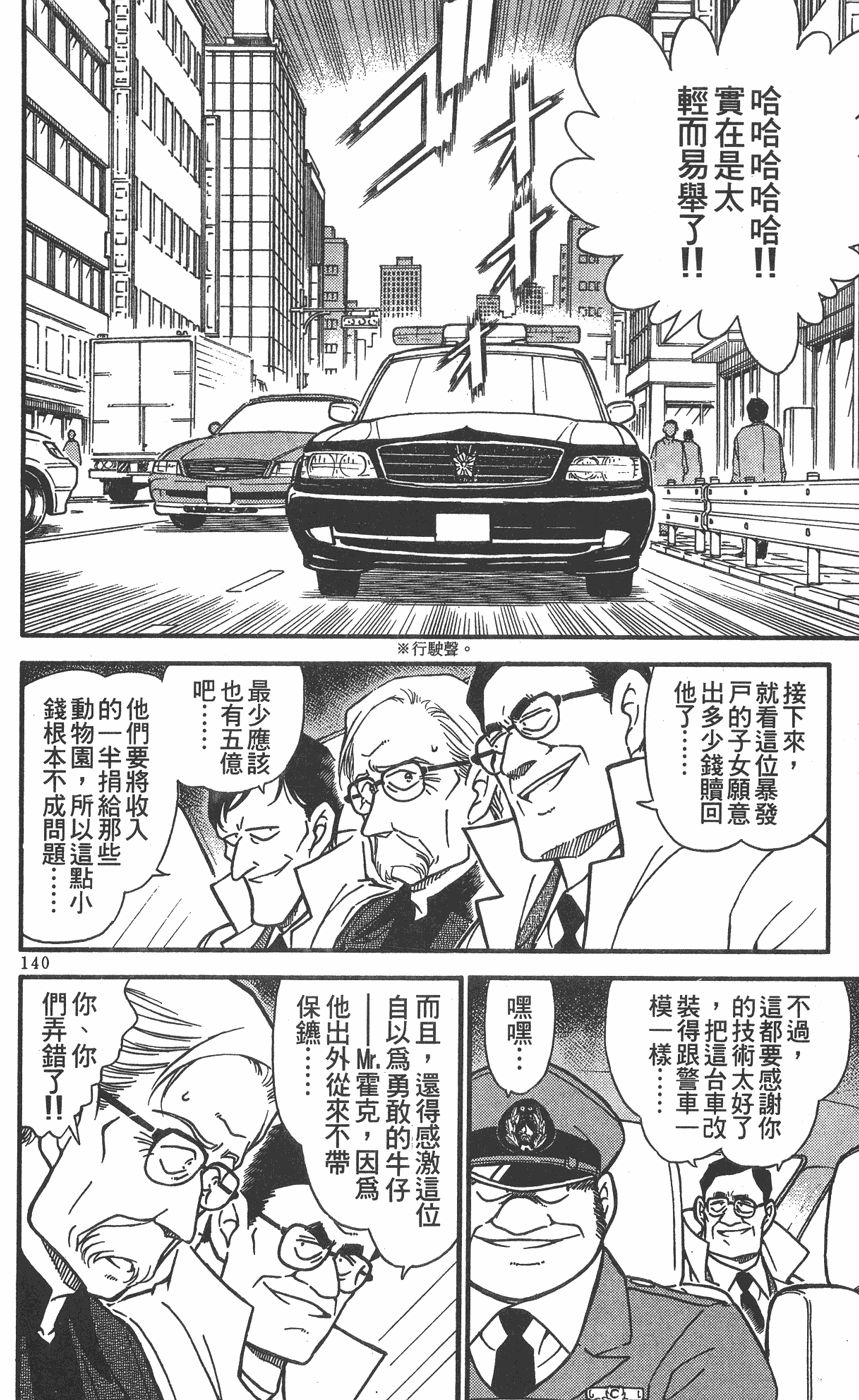 哈哈哈哈哈!!
實在是太
輕而易舉了!!
ゴオオオオ
※行駛聲。
接下來，
就看這位暴發
戶的子女願意
出多少錢贖回
他了……
最少應該
也有五億
吧……
他們要將收入
的一半捐給那些
動物園，所以這點小
錢根本不成問題……
140
不過，
這都要感謝你
的技術太好了
，把這台車改
裝得跟警車一
模一樣……
嘿嘿…
而且，還得感激這位
自以為勇敢的牛仔
——Mr.霍克，因為
他出外從來不帶
保鑣……
你、你
們弄錯了!!